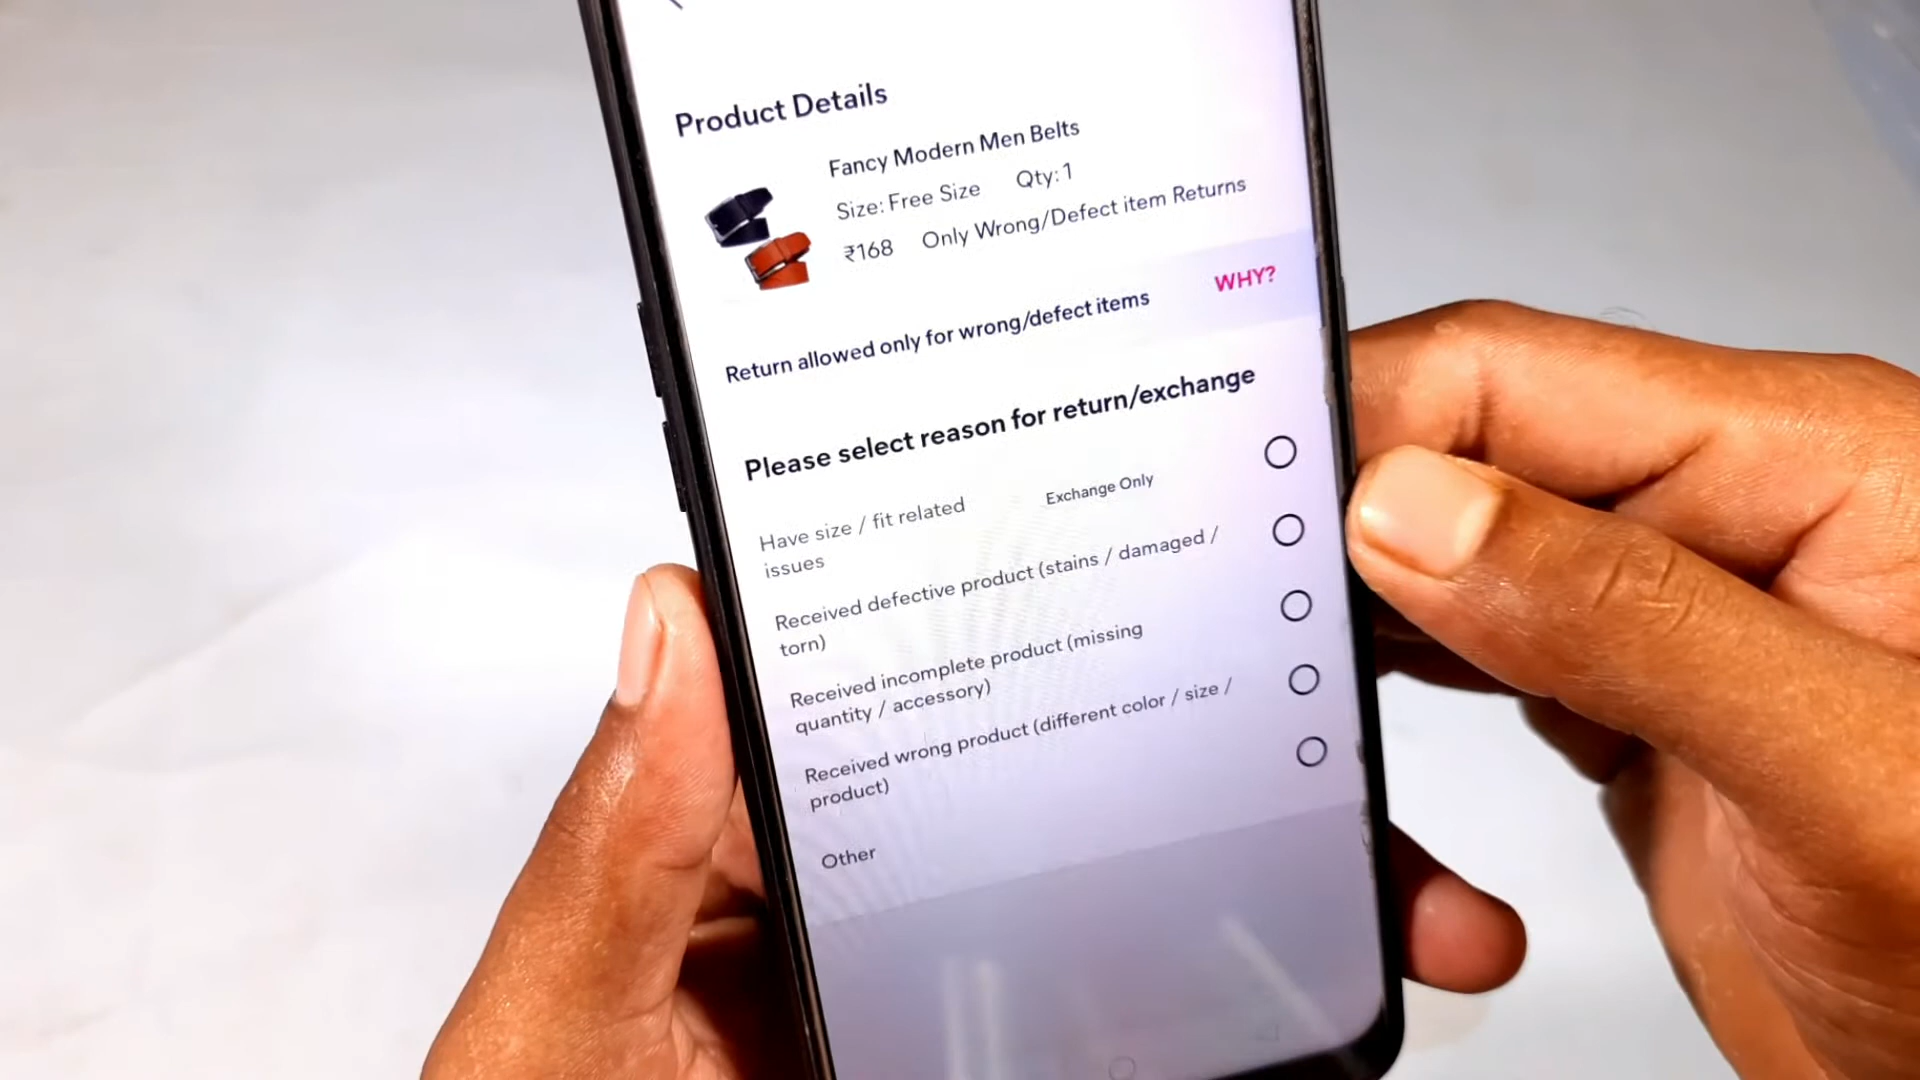 Product Details
Fancy Modern Men Belts
Size: Free Size Qty: 1
₹168 Only Wrong/Defect item Returns
Return allowed only for wrong/defect items WHY?
Please select reason for return/exchange
Have size / fit related Exchange Only
issues
Received defective product (stains / damaged /
torn)
Received incomplete product (missing
quantity / accessory)
Received wrong product (different color / size /
product)
Other